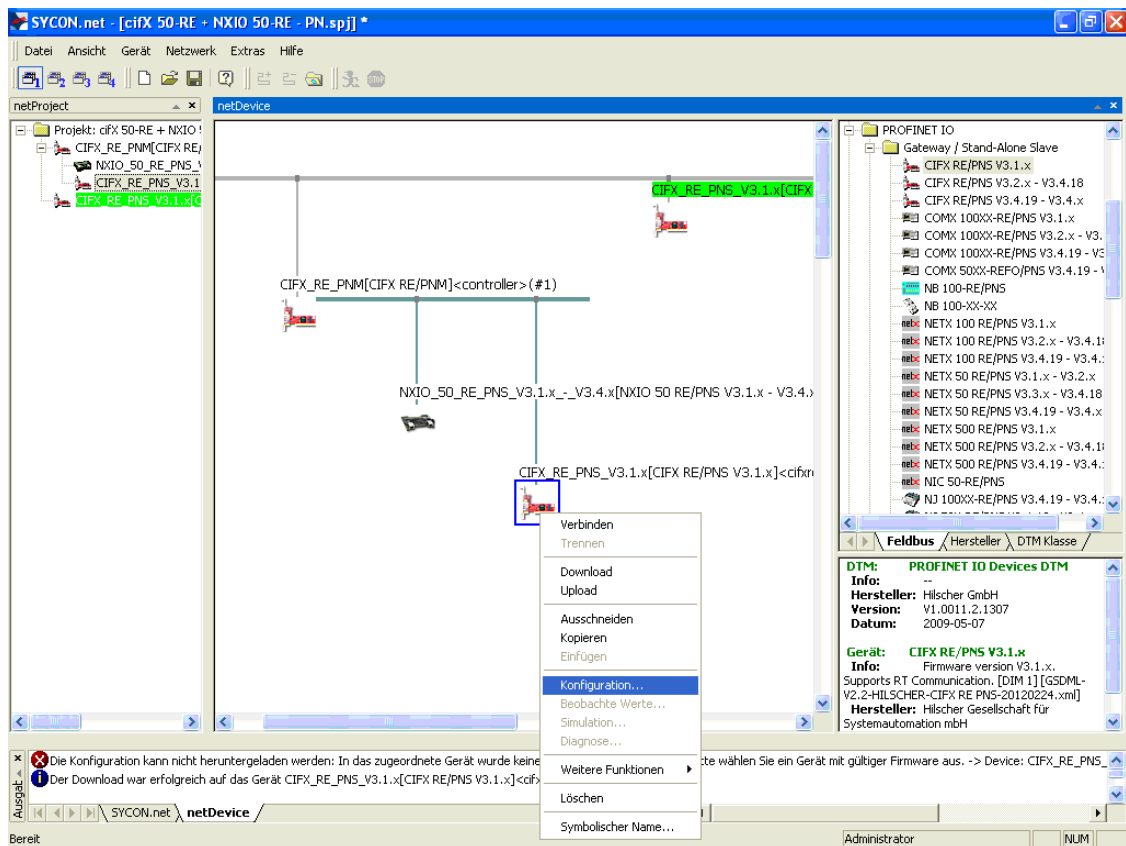 SYCON.net - [cifX 50-RE + NXIO 50-RE - PN.spj] *
Datei Ansicht Gerät Netzwerk Extras Hilfe
netProject
netDevice
Projekt: cifX 50-RE + NXIO
CIFX_RE_PNM[CIFX RE/
NXIO_50_RE_PNS_V
CIFX_RE_PNS_V3.1
CIFX_RE_PNS_V3.1.x[C
CIFX_RE_PNS_V3.1.x[CIFX
CIFX_RE_PNM[CIFX RE/PNM]<controller>(#1)
NXIO_50_RE_PNS_V3.1.x_-_V3.4.x[NXIO 50 RE/PNS V3.1.x - V3.4.x
CIFX_RE_PNS_V3.1.x[CIFX RE/PNS V3.1.x]<cifxr
Verbinden
Trennen
Download
Upload
Ausschneiden
Kopieren
Einfügen
Konfiguration...
Beobachte Werte...
Simulation...
Diagnose...
Weitere Funktionen
Löschen
Symbolischer Name...
PROFINET IO
Gateway / Stand-Alone Slave
CIFX RE/PNS V3.1.x
CIFX RE/PNS V3.2.x - V3.4.18
CIFX RE/PNS V3.4.19 - V3.4.x
COMX 100XX-RE/PNS V3.1.x
COMX 100XX-RE/PNS V3.2.x - V3.
COMX 100XX-RE/PNS V3.4.19 - V3
COMX 50XX-REFO/PNS V3.4.19 - V
NB 100-RE/PNS
NB 100-XX-XX
NETX 100 RE/PNS V3.1.x
NETX 100 RE/PNS V3.2.x - V3.4.18
NETX 100 RE/PNS V3.4.19 - V3.4.
NETX 50 RE/PNS V3.1.x - V3.2.x
NETX 50 RE/PNS V3.3.x - V3.4.18
NETX 50 RE/PNS V3.4.19 - V3.4.x
NETX 500 RE/PNS V3.1.x
NETX 500 RE/PNS V3.2.x - V3.4.18
NETX 500 RE/PNS V3.4.19 - V3.4.
NIC 50-RE/PNS
NJ 100XX-RE/PNS V3.4.19 - V3.4.
Feldbus Hersteller DTM Klasse
DTM: PROFINET IO Devices DTM
Info: --
Hersteller: Hilscher GmbH
Version: V1.0011.2.1307
Datum: 2009-05-07
Gerät: CIFX RE/PNS V3.1.x
Info: Firmware version V3.1.x.
Supports RT Communication. [DIM 1] [GSDML-
V2.2-HILSCHER-CIFX RE PNS-20120224.xml]
Hersteller: Hilscher Gesellschaft für
Systemautomation mbH
Ausgat
Die Konfiguration kann nicht heruntergeladen werden: In das zugeordnete Gerät wurde keine tte wählen Sie ein Gerät mit gültiger Firmware aus. -> Device: CIFX_RE_PNS_
Der Download war erfolgreich auf das Gerät CIFX_RE_PNS_V3.1.x[CIFX RE/PNS V3.1.x]<cif
SYCON.net netDevice
Bereit
Administrator
NUM